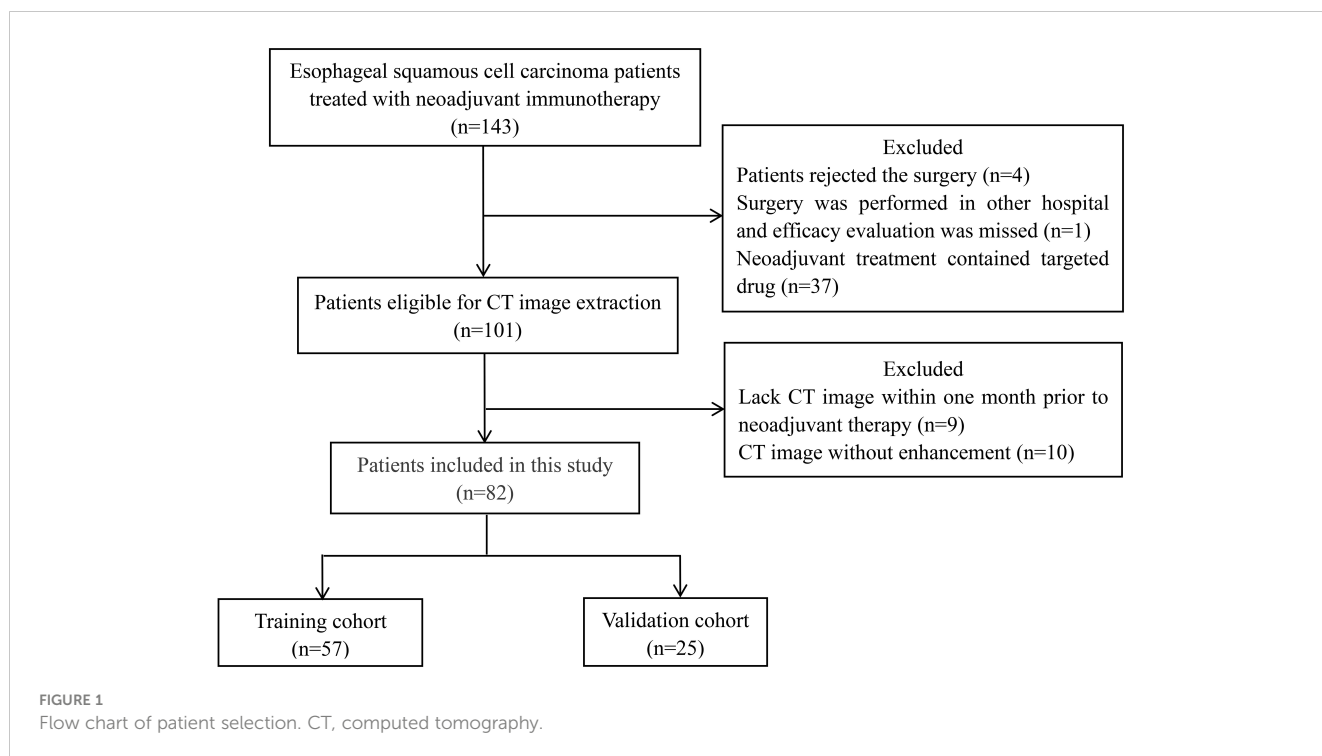 Esophageal squamous cell carcinoma patients
treated with neoadjuvant immunotherapy
(n=143)
Excluded
Patients rejected the surgery (n=4)
Surgery was performed in other hospital
and efficacy evaluation was missed (n=1)
Neoadjuvant treatment contained targeted
drug (n=37)
Patients eligible for CT image extraction
(n=101)
Excluded
Lack CT image within one month prior to
neoadjuvant therapy (n=9)
CT image without enhancement (n=10)
Patients included in this study
(n=82)
Training cohort
(n=57)
Validation cohort
(n=25)
FIGURE 1
Flow chart of patient selection. CT, computed tomography.